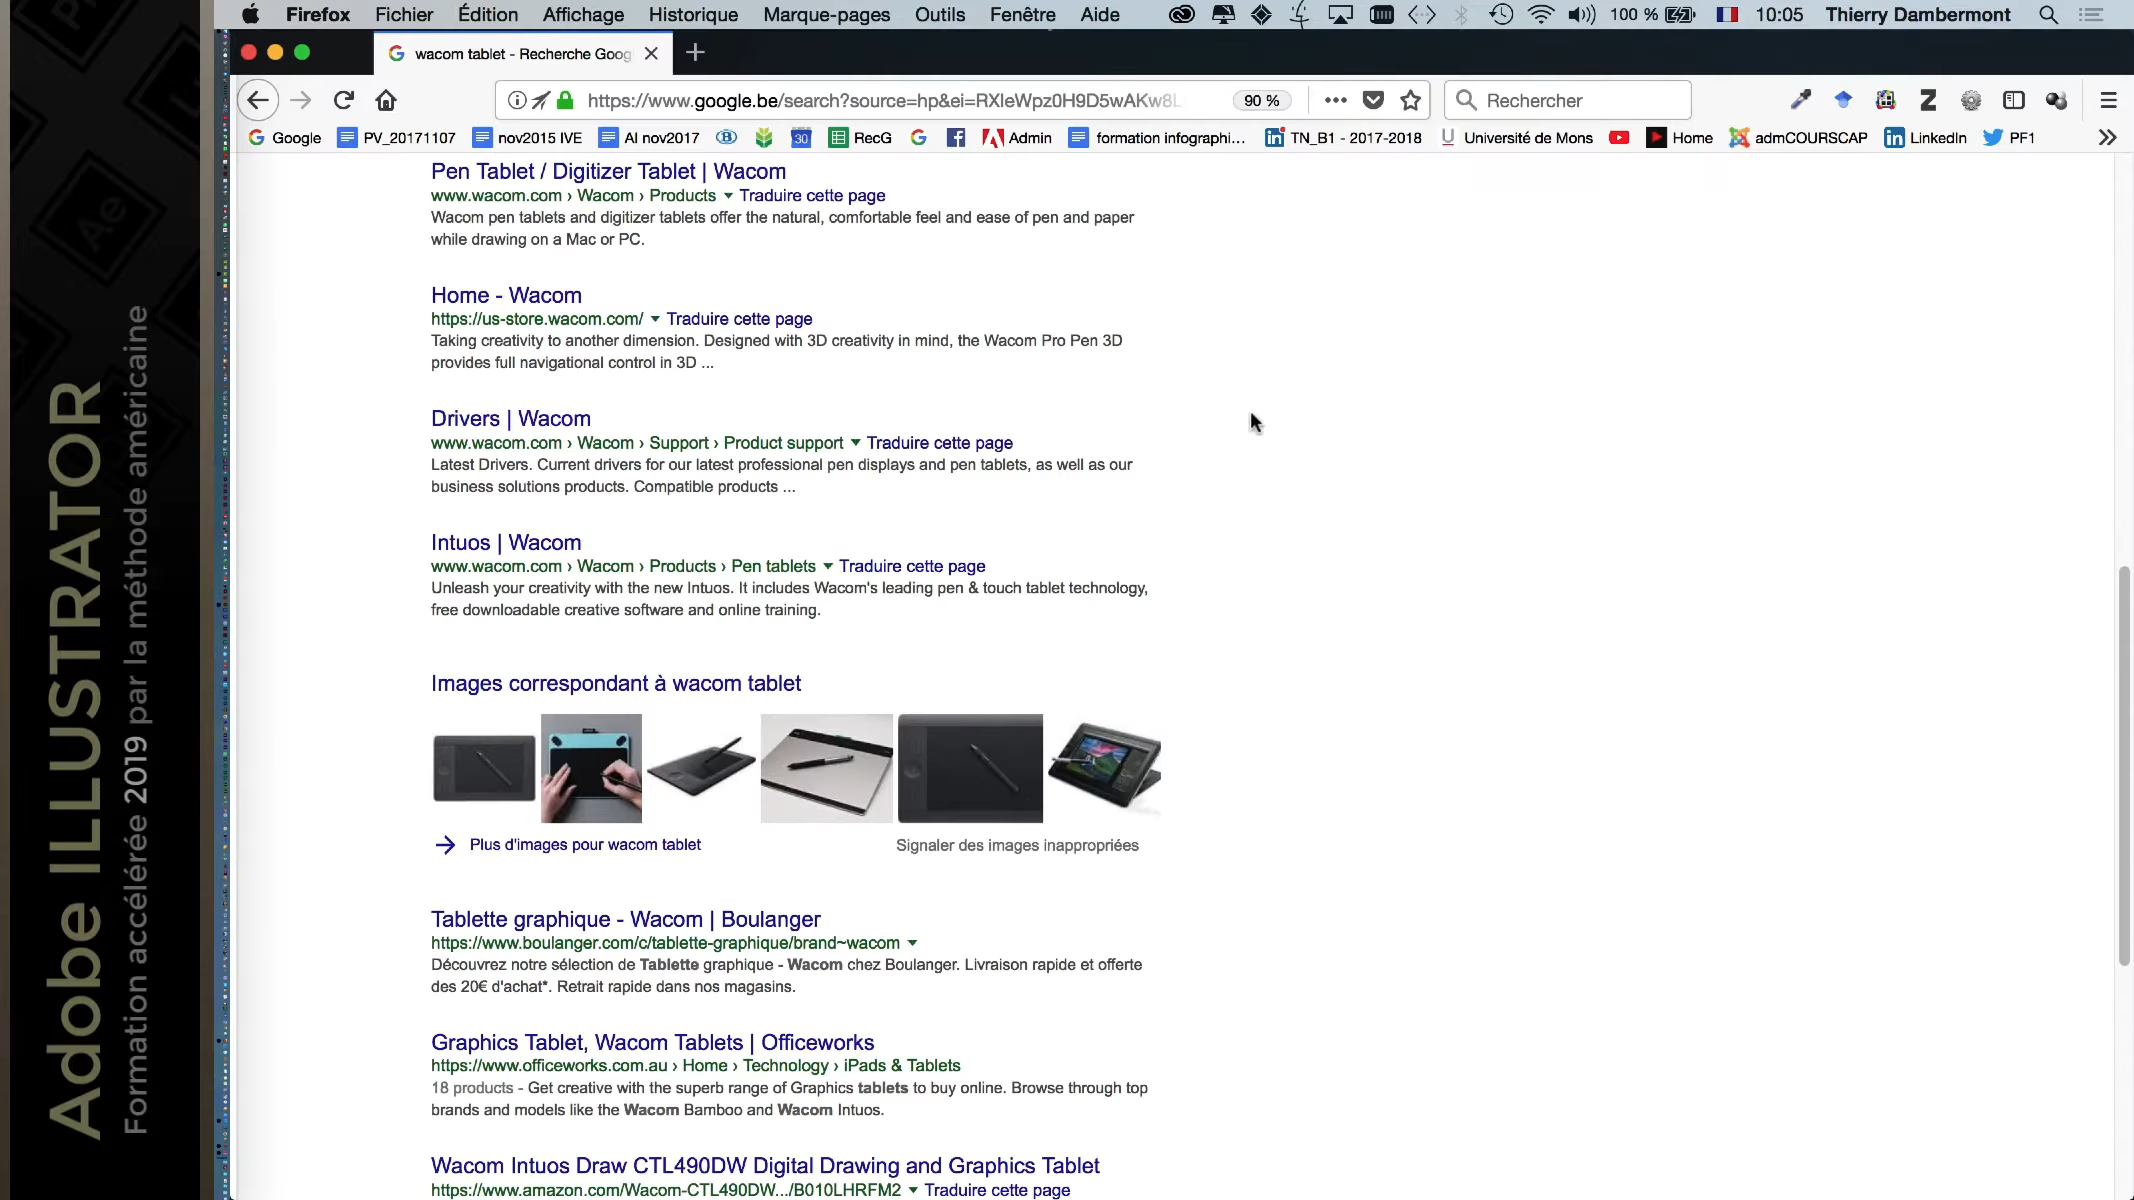 Firefox Fichier Édition Affichage Historique Marque-pages Outils Fenêtre Aide 100 % 10:05 Thierry Dambermont
wacom tablet - Recherche Goog
https://www.google.be/search?source=hp&ei=RXleWpz0H9D5wAKw8L 90 % Rechercher
Google PV_20171107 nov2015 IVE AI nov2017 30 RecG Admin formation infographi... TN_B1 - 2017-2018 Université de Mons Home admCOURSCAP LinkedIn PF1
Adobe ILLUSTRATOR
Formation accélérée 2019 par la méthode américaine
Ae
Pen Tablet / Digitizer Tablet | Wacom
www.wacom.com › Wacom › Products ▼ Traduire cette page
Wacom pen tablets and digitizer tablets offer the natural, comfortable feel and ease of pen and paper
while drawing on a Mac or PC.
Home - Wacom
https://us-store.wacom.com/ ▼ Traduire cette page
Taking creativity to another dimension. Designed with 3D creativity in mind, the Wacom Pro Pen 3D
provides full navigational control in 3D ...
Drivers | Wacom
www.wacom.com › Wacom › Support › Product support ▼ Traduire cette page
Latest Drivers. Current drivers for our latest professional pen displays and pen tablets, as well as our
business solutions products. Compatible products ...
Intuos | Wacom
www.wacom.com › Wacom › Products › Pen tablets ▼ Traduire cette page
Unleash your creativity with the new Intuos. It includes Wacom's leading pen & touch tablet technology,
free downloadable creative software and online training.
Images correspondant à wacom tablet
Plus d'images pour wacom tablet Signaler des images inappropriées
Tablette graphique - Wacom | Boulanger
https://www.boulanger.com/c/tablette-graphique/brand~wacom ▼
Découvrez notre sélection de Tablette graphique - Wacom chez Boulanger. Livraison rapide et offerte
des 20€ d'achat*. Retrait rapide dans nos magasins.
Graphics Tablet, Wacom Tablets | Officeworks
https://www.officeworks.com.au › Home › Technology › iPads & Tablets
18 products - Get creative with the superb range of Graphics tablets to buy online. Browse through top
brands and models like the Wacom Bamboo and Wacom Intuos.
Wacom Intuos Draw CTL490DW Digital Drawing and Graphics Tablet
https://www.amazon.com/Wacom-CTL490DW.../B010LHRFM2 ▼ Traduire cette page